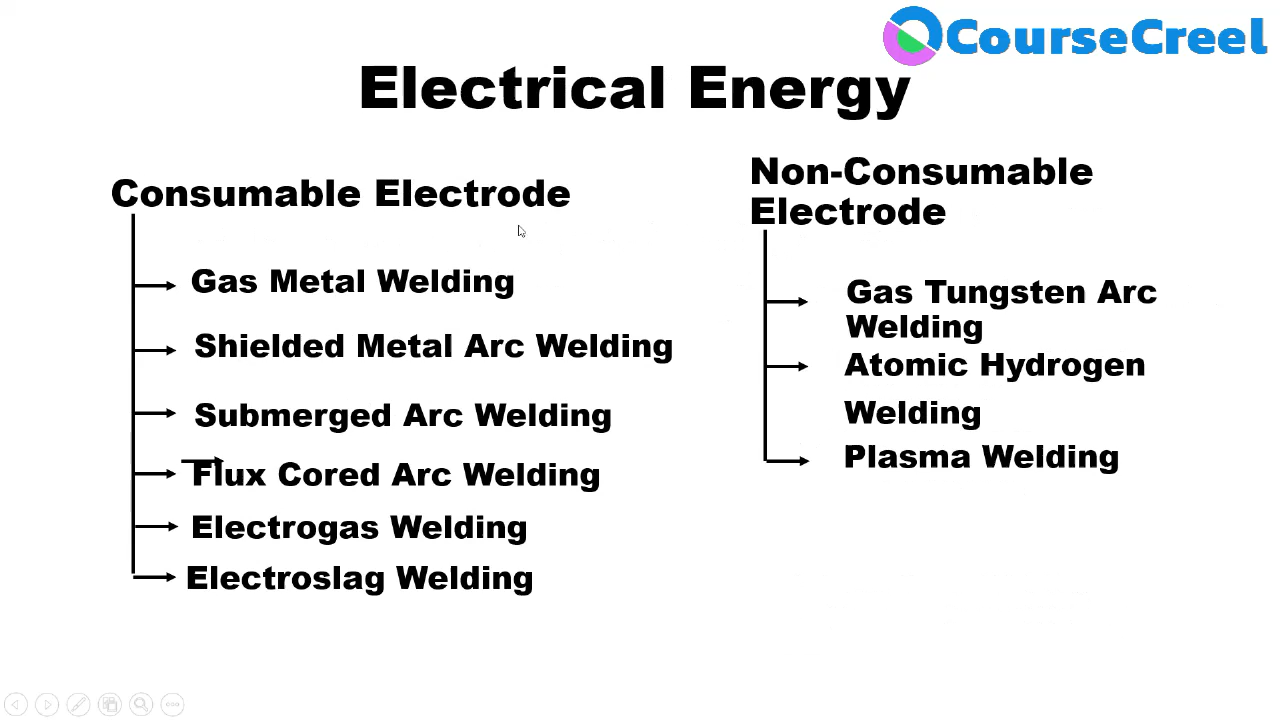 CourseCreel
Electrical Energy
Consumable Electrode
Gas Metal Welding
Shielded Metal Arc Welding
Submerged Arc Welding
Flux Cored Arc Welding
Electrogas Welding
Electroslag Welding
Non-Consumable
Electrode
Gas Tungsten Arc
Welding
Atomic Hydrogen
Welding
Plasma Welding